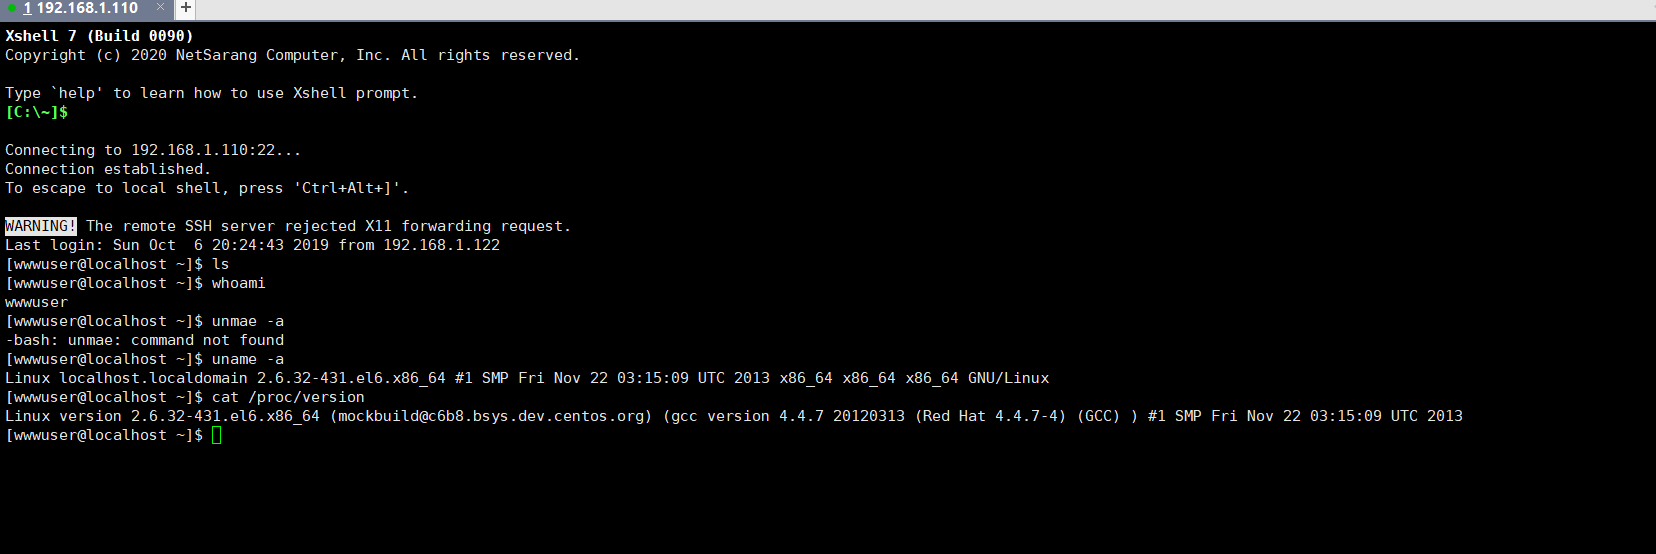 1 192.168.1.110 × +
Xshell 7 (Build 0090)
Copyright (c) 2020 NetSarang Computer, Inc. All rights reserved.
Type `help' to learn how to use Xshell prompt.
[C:\~]$
Connecting to 192.168.1.110:22...
Connection established.
To escape to local shell, press 'Ctrl+Alt+]'.
WARNING! The remote SSH server rejected X11 forwarding request.
Last login: Sun Oct  6 20:24:43 2019 from 192.168.1.122
[wwwuser@localhost ~]$ ls
[wwwuser@localhost ~]$ whoami
wwwuser
[wwwuser@localhost ~]$ unmae -a
-bash: unmae: command not found
[wwwuser@localhost ~]$ uname -a
Linux localhost.localdomain 2.6.32-431.el6.x86_64 #1 SMP Fri Nov 22 03:15:09 UTC 2013 x86_64 x86_64 x86_64 GNU/Linux
[wwwuser@localhost ~]$ cat /proc/version
Linux version 2.6.32-431.el6.x86_64 (mockbuild@c6b8.bsys.dev.centos.org) (gcc version 4.4.7 20120313 (Red Hat 4.4.7-4) (GCC) ) #1 SMP Fri Nov 22 03:15:09 UTC 2013
[wwwuser@localhost ~]$